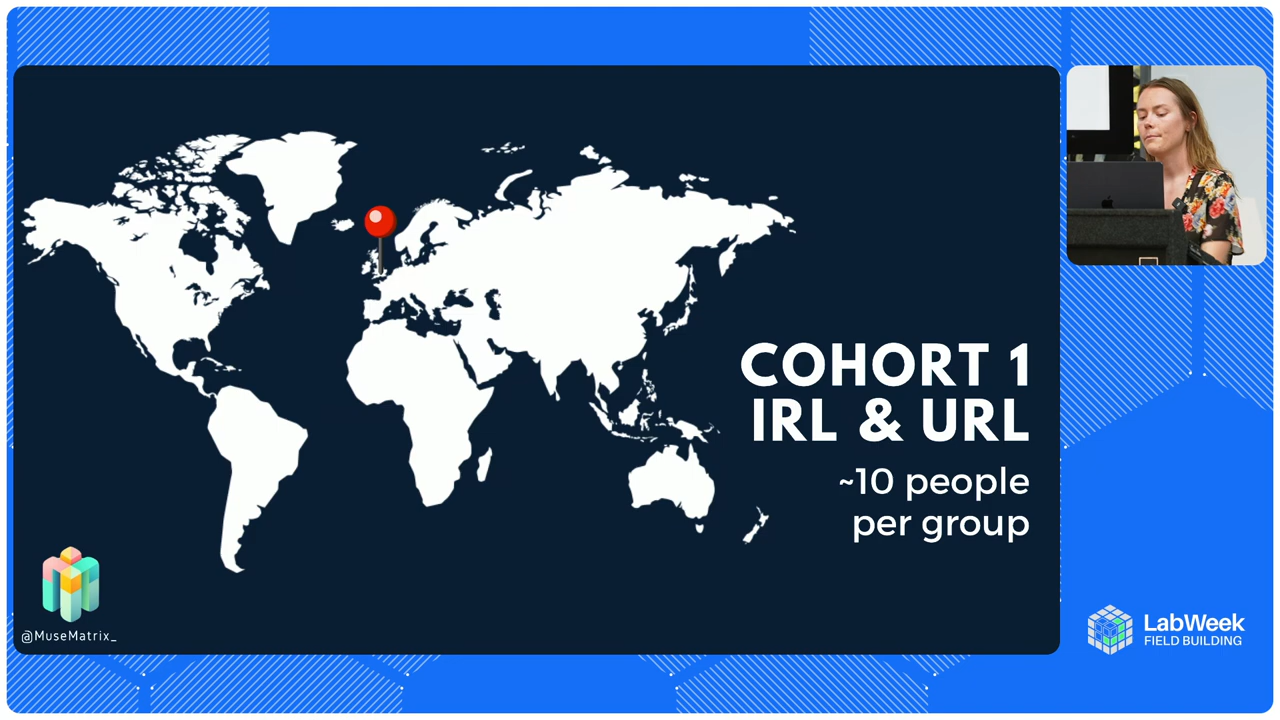 COHORT 1
IRL & URL
~10 people
per group
@MuseMatrix_
LabWeek
FIELD BUILDING